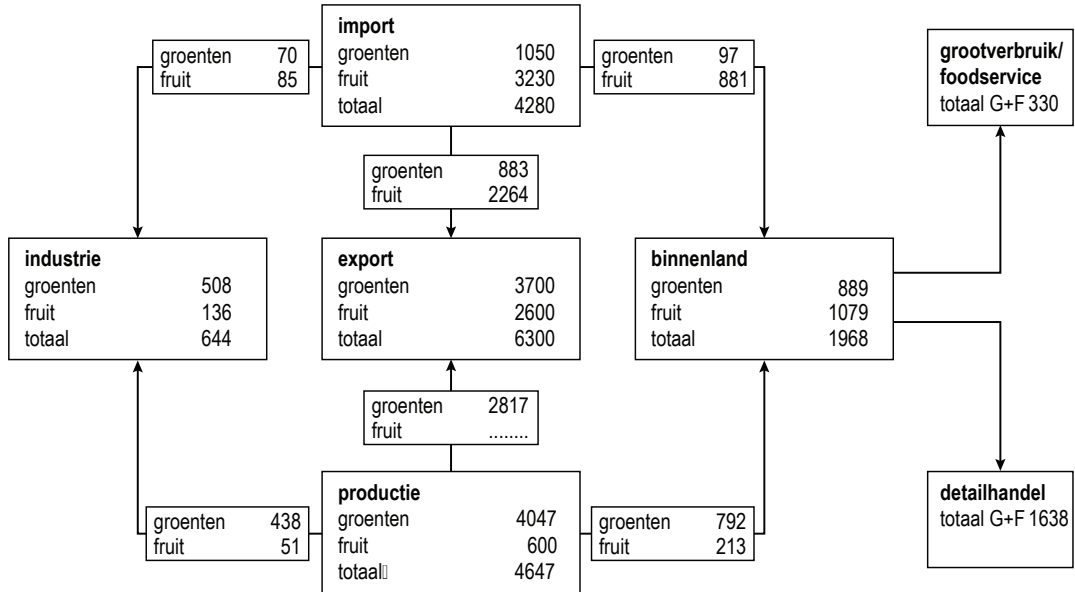 import
groenten 1050
fruit 3230
totaal 4280
groenten 70
fruit 85
groenten 97
fruit 881
grootverbruik/
foodservice
totaal G+F 330
groenten 883
fruit 2264
industrie
groenten 508
fruit 136
totaal 644
export
groenten 3700
fruit 2600
totaal 6300
binnenland
groenten 889
fruit 1079
totaal 1968
groenten 2817
fruit ........
productie
groenten 4047
fruit 600
totaal▯ 4647
groenten 438
fruit 51
groenten 792
fruit 213
detailhandel
totaal G+F 1638